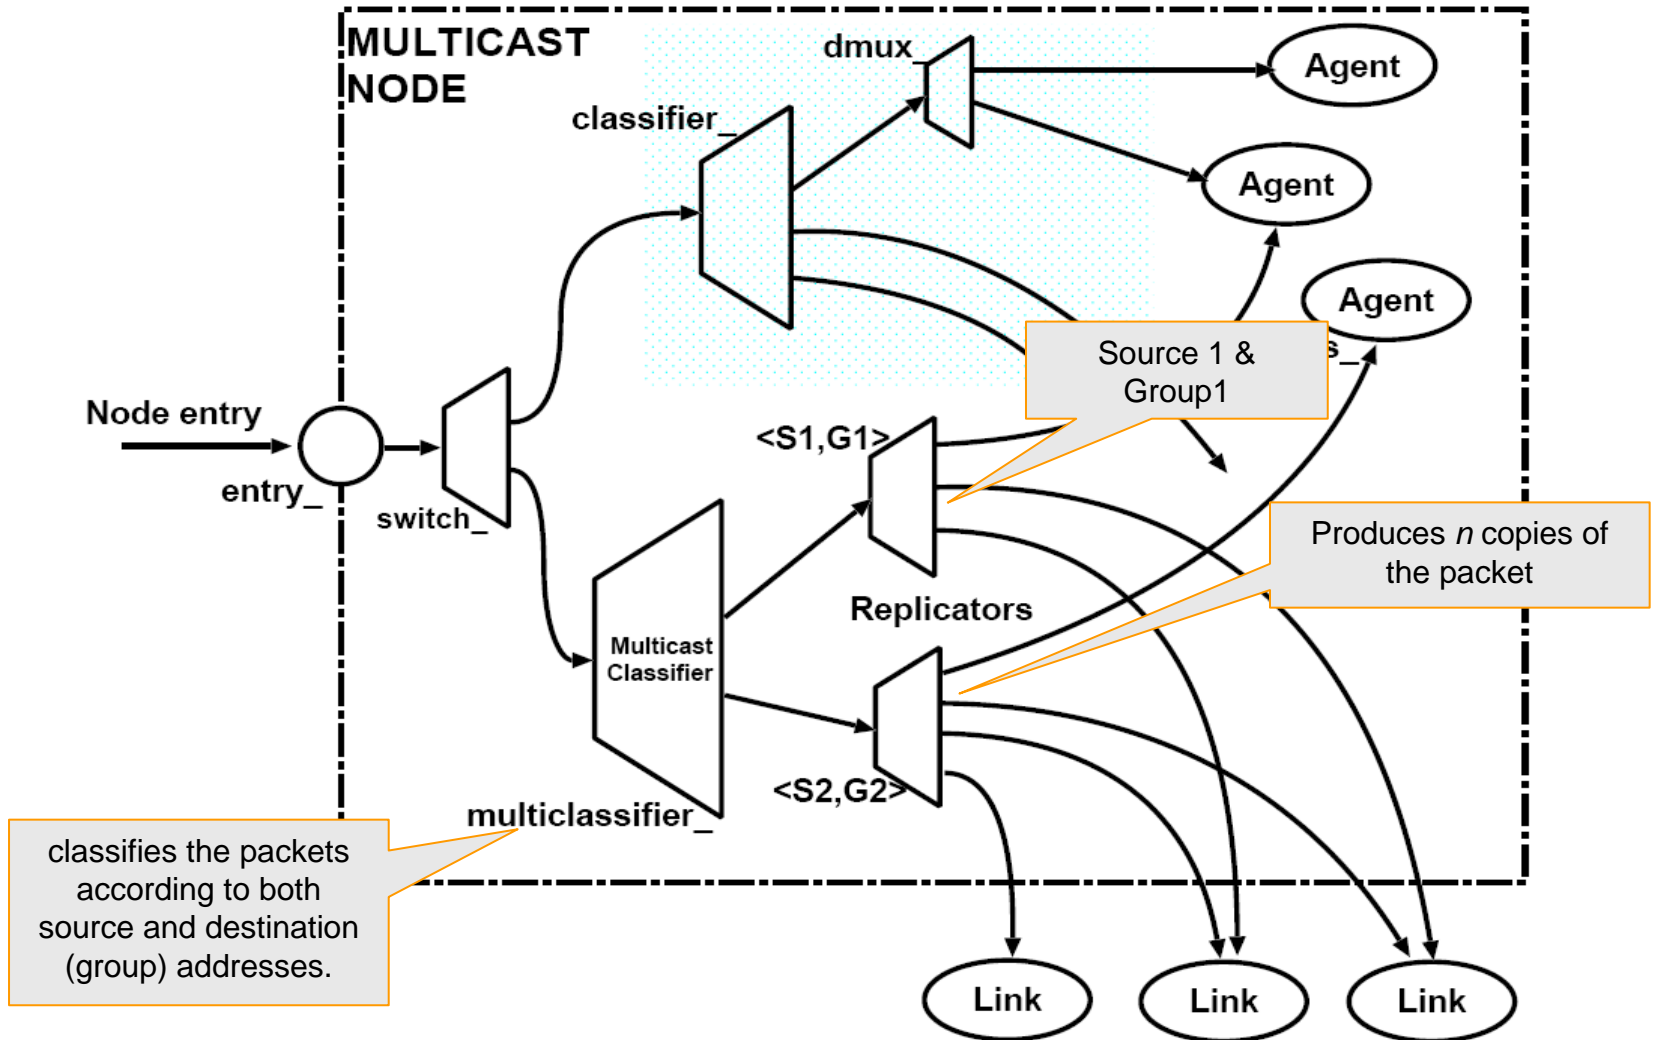 MULTICAST
NODE
dmux_
Agent
classifier_
Agent
Agent
Source 1 &
Group1
s_
Node entry
<S1,G1>
entry_
switch_
Produces n copies of
the packet
Replicators
Multicast
Classifier
<S2,G2>
multiclassifier_
classifies the packets
according to both
source and destination
(group) addresses.
Link
Link
Link